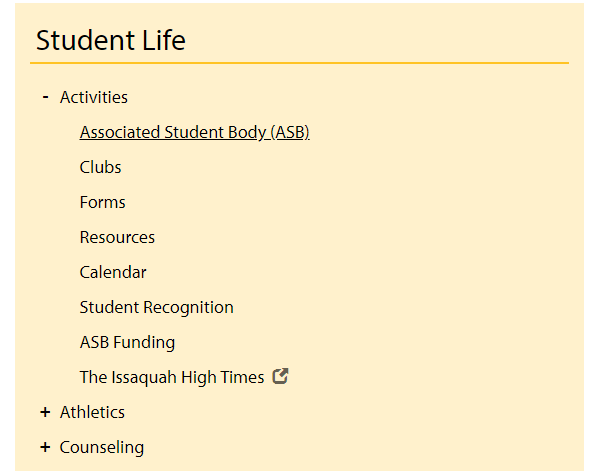 Student Life
- Activities
Associated Student Body (ASB)
Clubs
Forms
Resources
Calendar
Student Recognition
ASB Funding
The Issaquah High Times
+ Athletics
+ Counseling